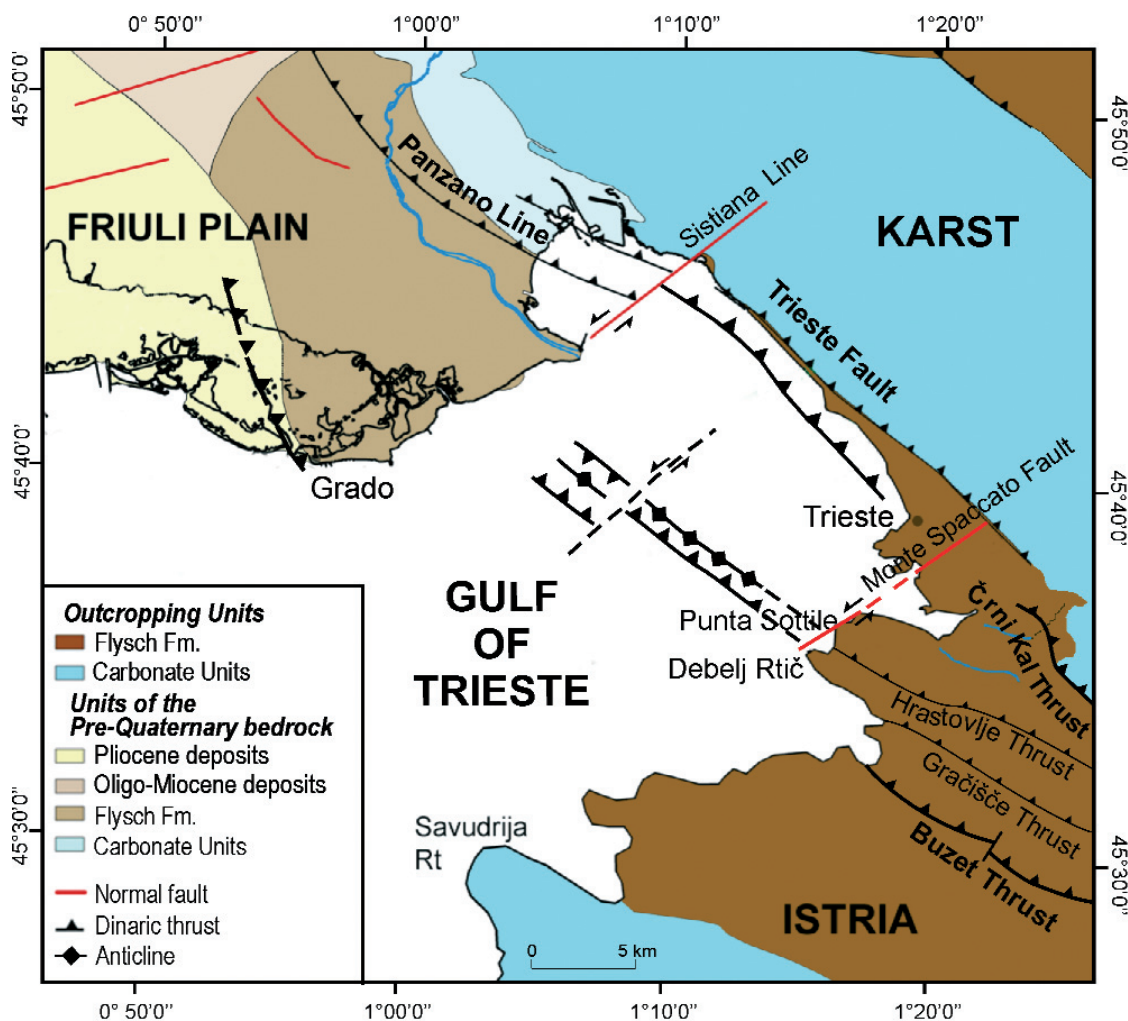 0° 50'0''
1°00'0''
1°10'0''
1°20'0''
45°50'0''
45°50'0''
Panzano Line
Sistiana Line
FRIULI PLAIN
KARST
Trieste Fault
45°40'0''
45°40'0''
Grado
Trieste
Monte Spaccato Fault
GULF
OF
TRIESTE
Punta Sottile
Debelj Rtič
Črni Kal Thrust
Hrastovlje Thrust
Gračišče Thrust
Buzet Thrust
Outcropping Units
Flysch Fm.
Carbonate Units
Units of the
Pre-Quaternary bedrock
Pliocene deposits
Oligo-Miocene deposits
Flysch Fm.
Carbonate Units
Normal fault
Dinaric thrust
Anticline
45°30'0''
45°30'0''
Savudrija
Rt
ISTRIA
0 5 km
0° 50'0''
1°00'0''
1°10'0''
1°20'0''